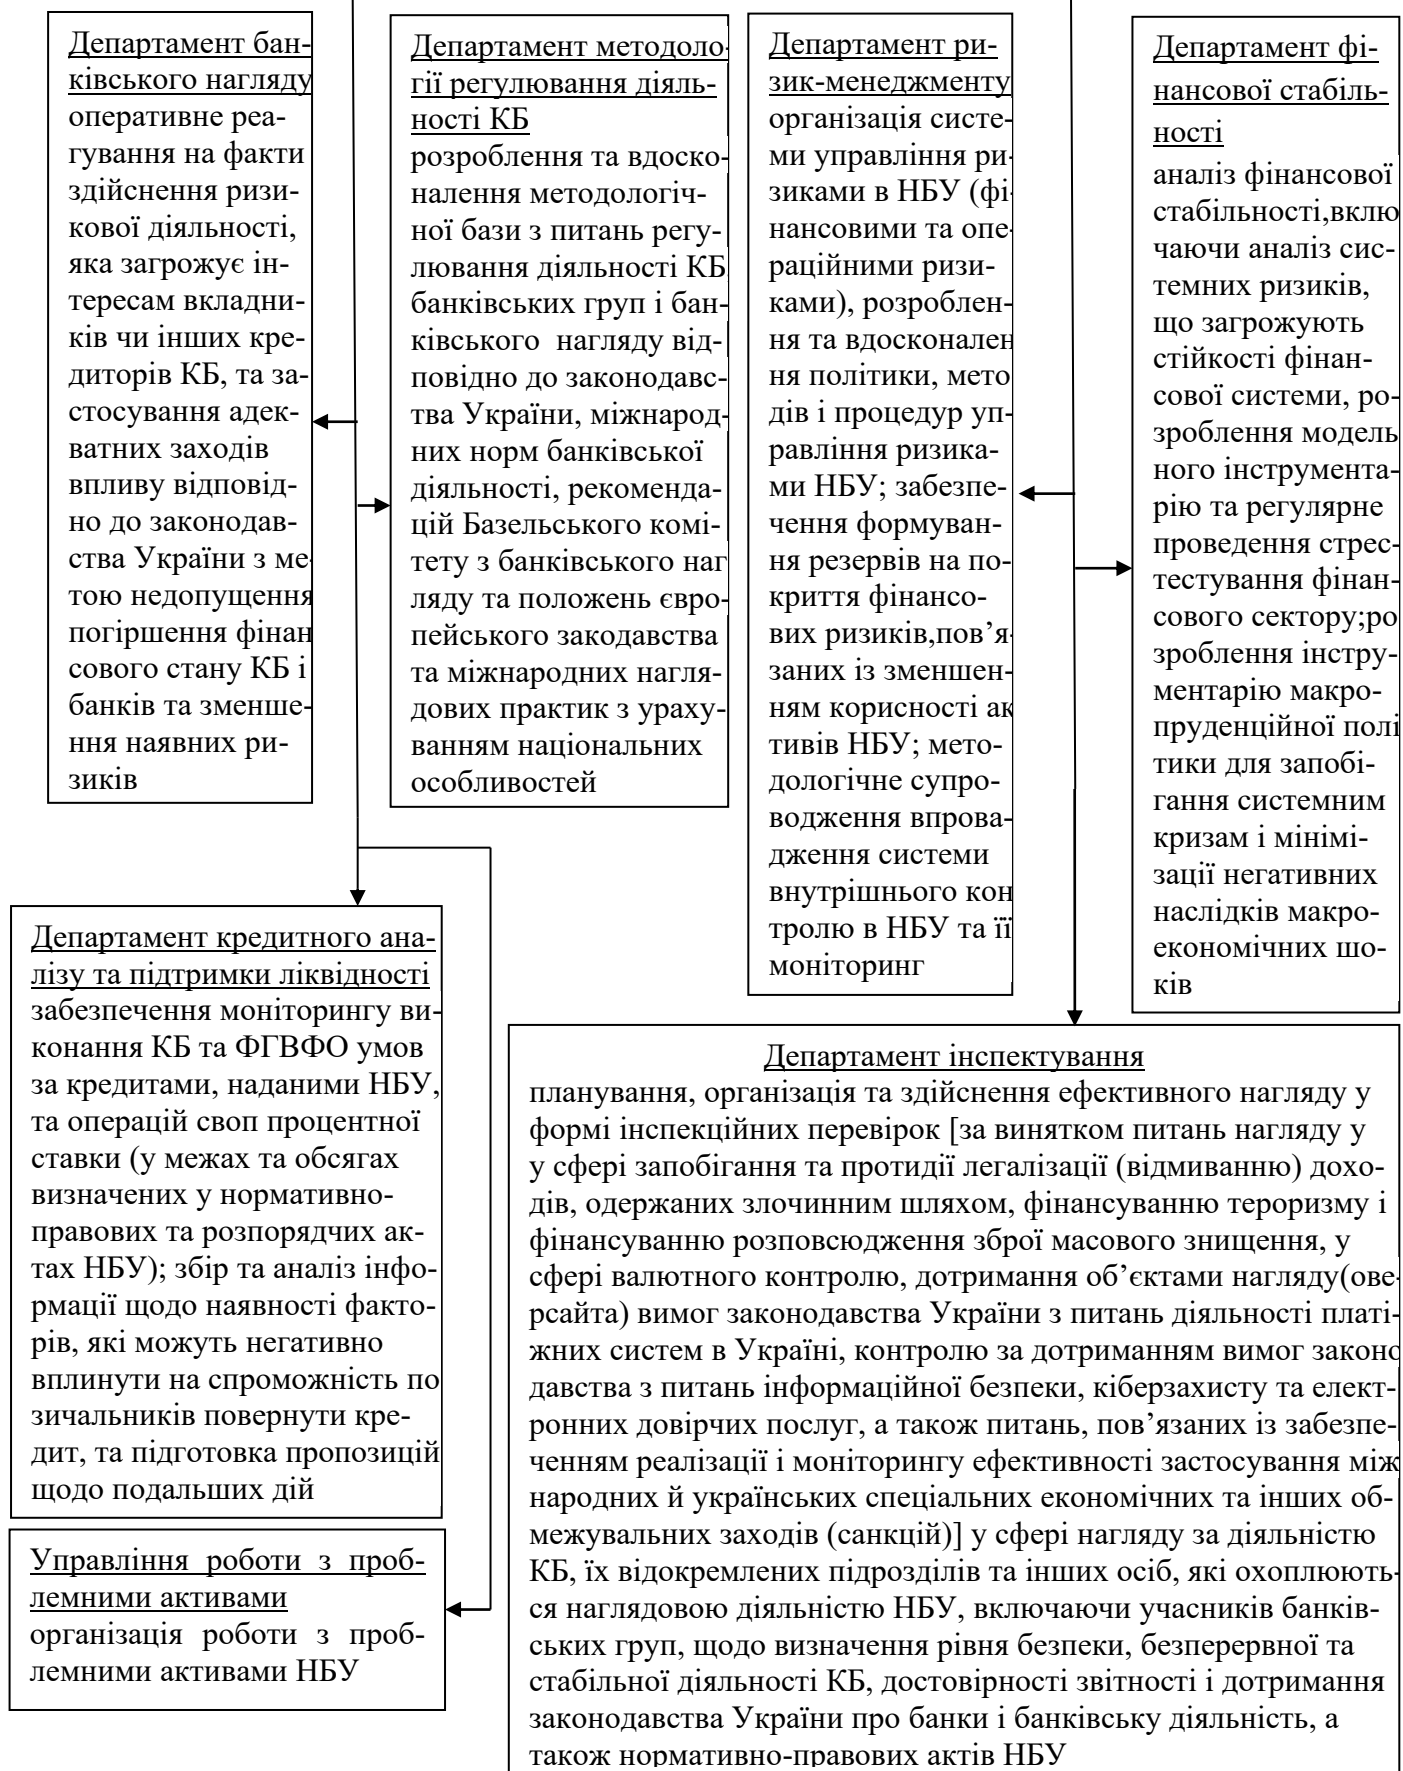 Департамент бан-
ківського нагляду
оперативне реа-
гування на факти
здійснення ризи-
кової діяльності,
яка загрожує ін-
тересам вкладни-
ків чи інших кре-
диторів КБ, та за-
стосування адек-
ватних заходів
впливу відповід-
но до законодав-
ства України з ме-
тою недопущення
погіршення фінан
сового стану КБ і
банків та зменше-
ння наявних ри-
зиків
Департамент методоло-
гії регулювання діяль-
ності КБ
розроблення та вдоско-
налення методологіч-
ної бази з питань регу-
лювання діяльності КБ
банківських груп і бан-
ківського нагляду від-
повідно до законодавс-
тва України, міжнарод-
них норм банківської
діяльності, рекоменда-
цій Базельського комі-
тету з банківського наг
ляду та положень євро-
пейського закодавства
та міжнародних нагля-
дових практик з ураху-
ванням національних
особливостей
Департамент ри-
зик-менеджменту
організація систе-
ми управління ри-
зиками в НБУ (фі-
нансовими та опе-
раційними ризи-
ками), розроблен-
ня та вдосконален
ня політики, мето
дів і процедур уп-
равління ризика-
ми НБУ; забезпе-
чення формуван-
ня резервів на по-
криття фінансо-
вих ризиків,пов’я-
заних із зменшен-
ням корисності ак
тивів НБУ; мето-
дологічне супро-
водження впрова-
дження системи
внутрішнього кон
тролю в НБУ та її
моніторинг
Департамент фі-
нансової стабіль-
ності
аналіз фінансової
стабільності,вклю
чаючи аналіз сис-
темних ризиків,
що загрожують
стійкості фінан-
сової системи, ро-
зроблення модель
ного інструмента-
рію та регулярне
проведення стрес-
тестування фінан-
сового сектору;ро
зроблення інстру-
ментарію макро-
пруденційної полі
тики для запобі-
гання системним
кризам і мінімі-
зації негативних
наслідків макро-
економічних шо-
ків
Департамент кредитного ана-
лізу та підтримки ліквідності
забезпечення моніторингу ви-
конання КБ та ФГВФО умов
за кредитами, наданими НБУ,
та операцій своп процентної
ставки (у межах та обсягах
визначених у нормативно-
правових та розпорядчих ак-
тах НБУ); збір та аналіз інфо-
рмації щодо наявності факто-
рів, які можуть негативно
вплинути на спроможність по
зичальників повернути кре-
дит, та підготовка пропозицій
щодо подальших дій
Управління роботи з проб-
лемними активами
організація роботи з проб-
лемними активами НБУ
Департамент інспектування
планування, організація та здійснення ефективного нагляду у
формі інспекційних перевірок [за винятком питань нагляду у
у сфері запобігання та протидії легалізації (відмиванню) дохо-
дів, одержаних злочинним шляхом, фінансуванню тероризму і
фінансуванню розповсюдження зброї масового знищення, у
сфері валютного контролю, дотримання об’єктами нагляду(ове-
рсайта) вимог законодавства України з питань діяльності платі-
жних систем в Україні, контролю за дотриманням вимог законо
давства з питань інформаційної безпеки, кіберзахисту та елект-
ронних довірчих послуг, а також питань, пов’язаних із забезпе-
ченням реалізації і моніторингу ефективності застосування між
народних й українських спеціальних економічних та інших об-
межувальних заходів (санкцій)] у сфері нагляду за діяльністю
КБ, їх відокремлених підрозділів та інших осіб, які охоплюють-
ся наглядовою діяльністю НБУ, включаючи учасників банків-
ських груп, щодо визначення рівня безпеки, безперервної та
стабільної діяльності КБ, достовірності звітності і дотримання
законодавства України про банки і банківську діяльність, а
також нормативно-правових актів НБУ